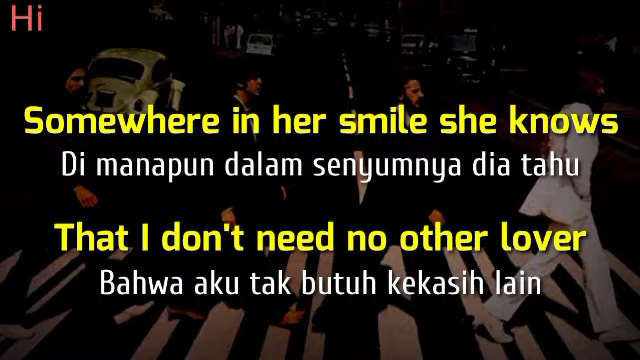 Hi
Somewhere in her smile she knows
Di manapun dalam senyumnya dia tahu
That I don't need no other lover
Bahwa aku tak butuh kekasih lain